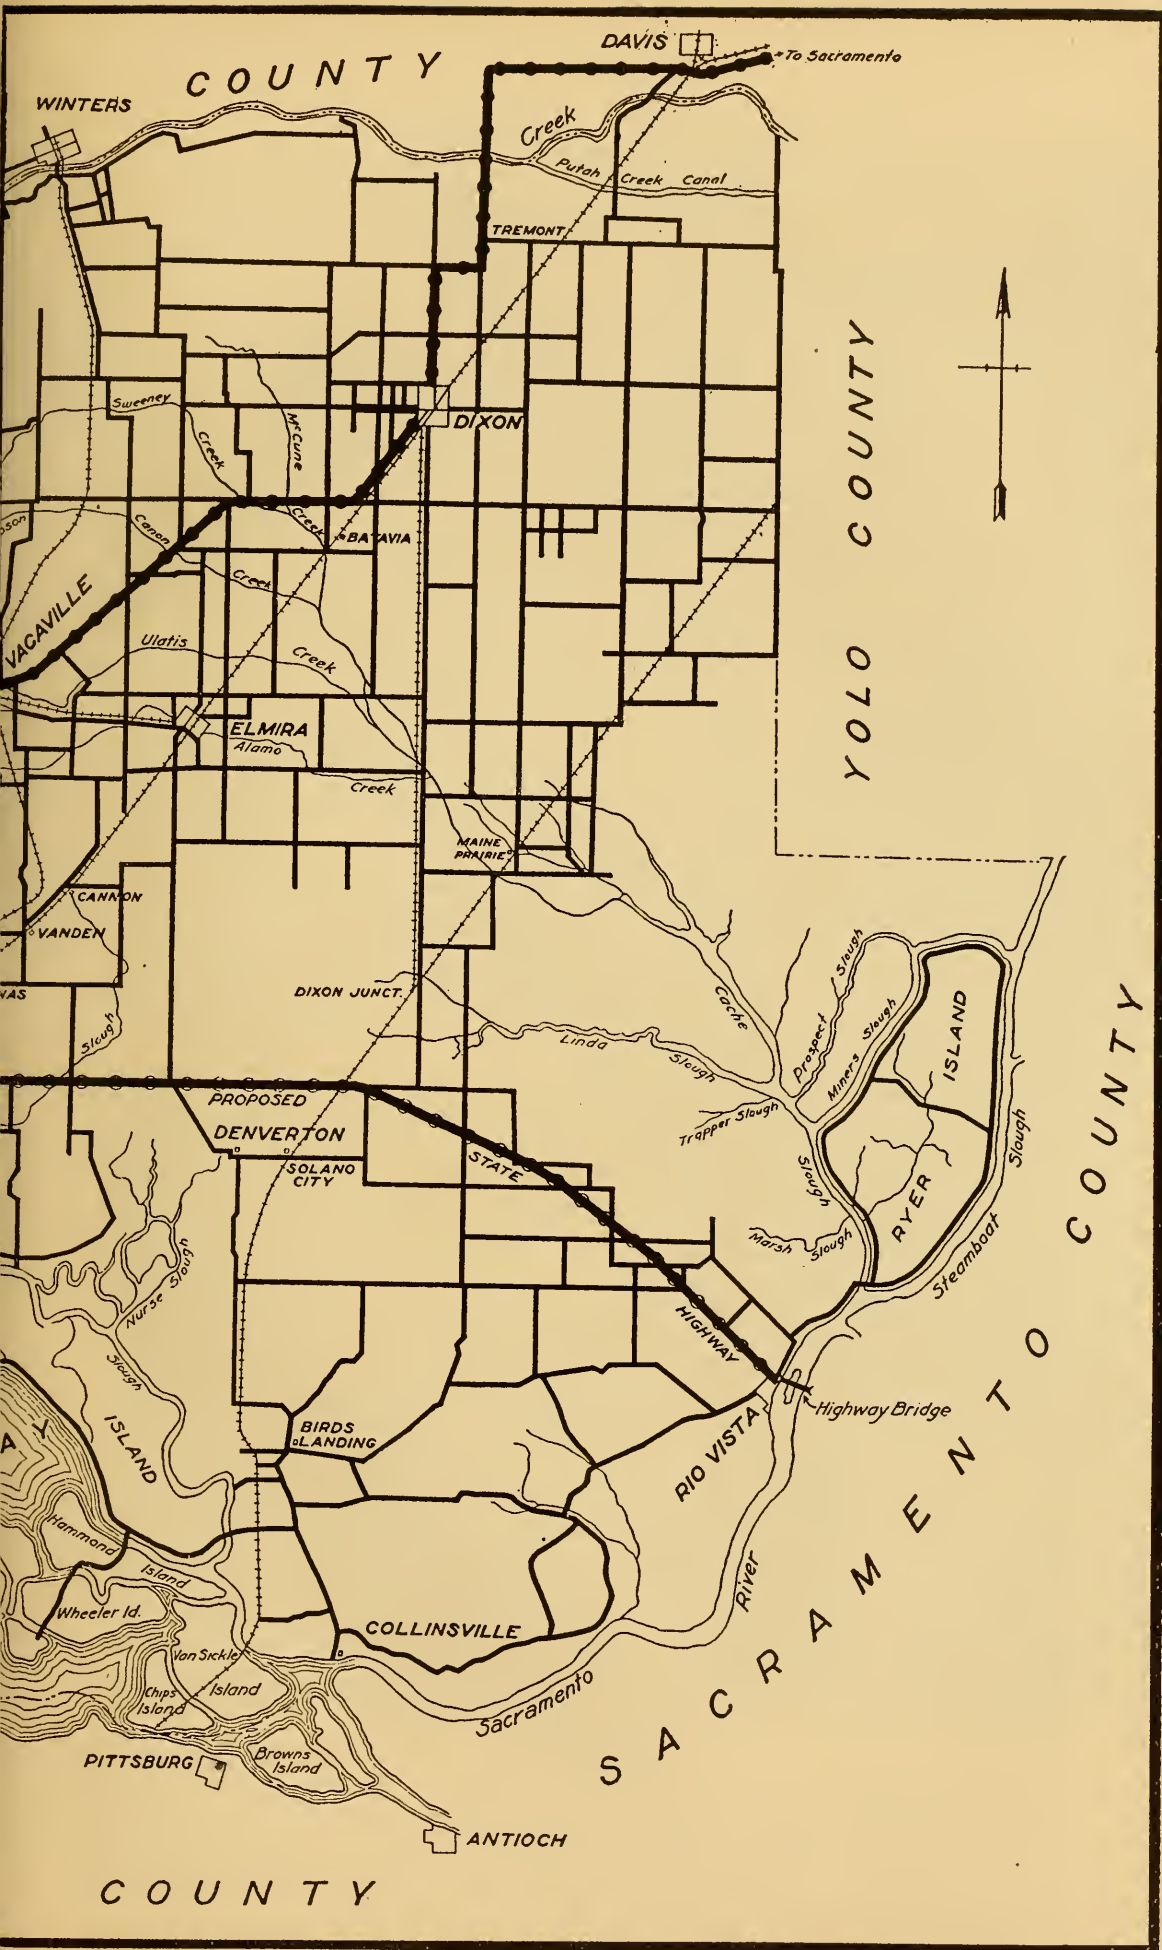 DAVIS
To Sacramento
COUNTY
WINTERS
Creek
Putah Creek Canal
TREMONT
YOLO COUNTY
Sweeney
Creek
McCune
Creek
DIXON
Canon
Creek
BATAVIA
VACAVILLE
Ulatis
Creek
ELMIRA
Alamo
Creek
MAINE
PRAIRIE
CANNON
VANDEN
DIXON JUNCT.
Slough
Cache
Slough
Prospect
Slough
Miners Slough
Linda
Slough
Trapper Slough
RYER
ISLAND
Marsh Slough
Steamboat
Slough
PROPOSED
STATE
HIGHWAY
DENVERTON
SOLANO
CITY
Nurse Slough
Slough
ISLAND
BIRDS
LANDING
RIO VISTA
Highway Bridge
SACRAMENTO COUNTY
Hammond
Island
Wheeler Id.
Van Sickle
Island
Chips
Island
COLLINSVILLE
Sacramento
River
PITTSBURG
Browns
Island
ANTIOCH
COUNTY